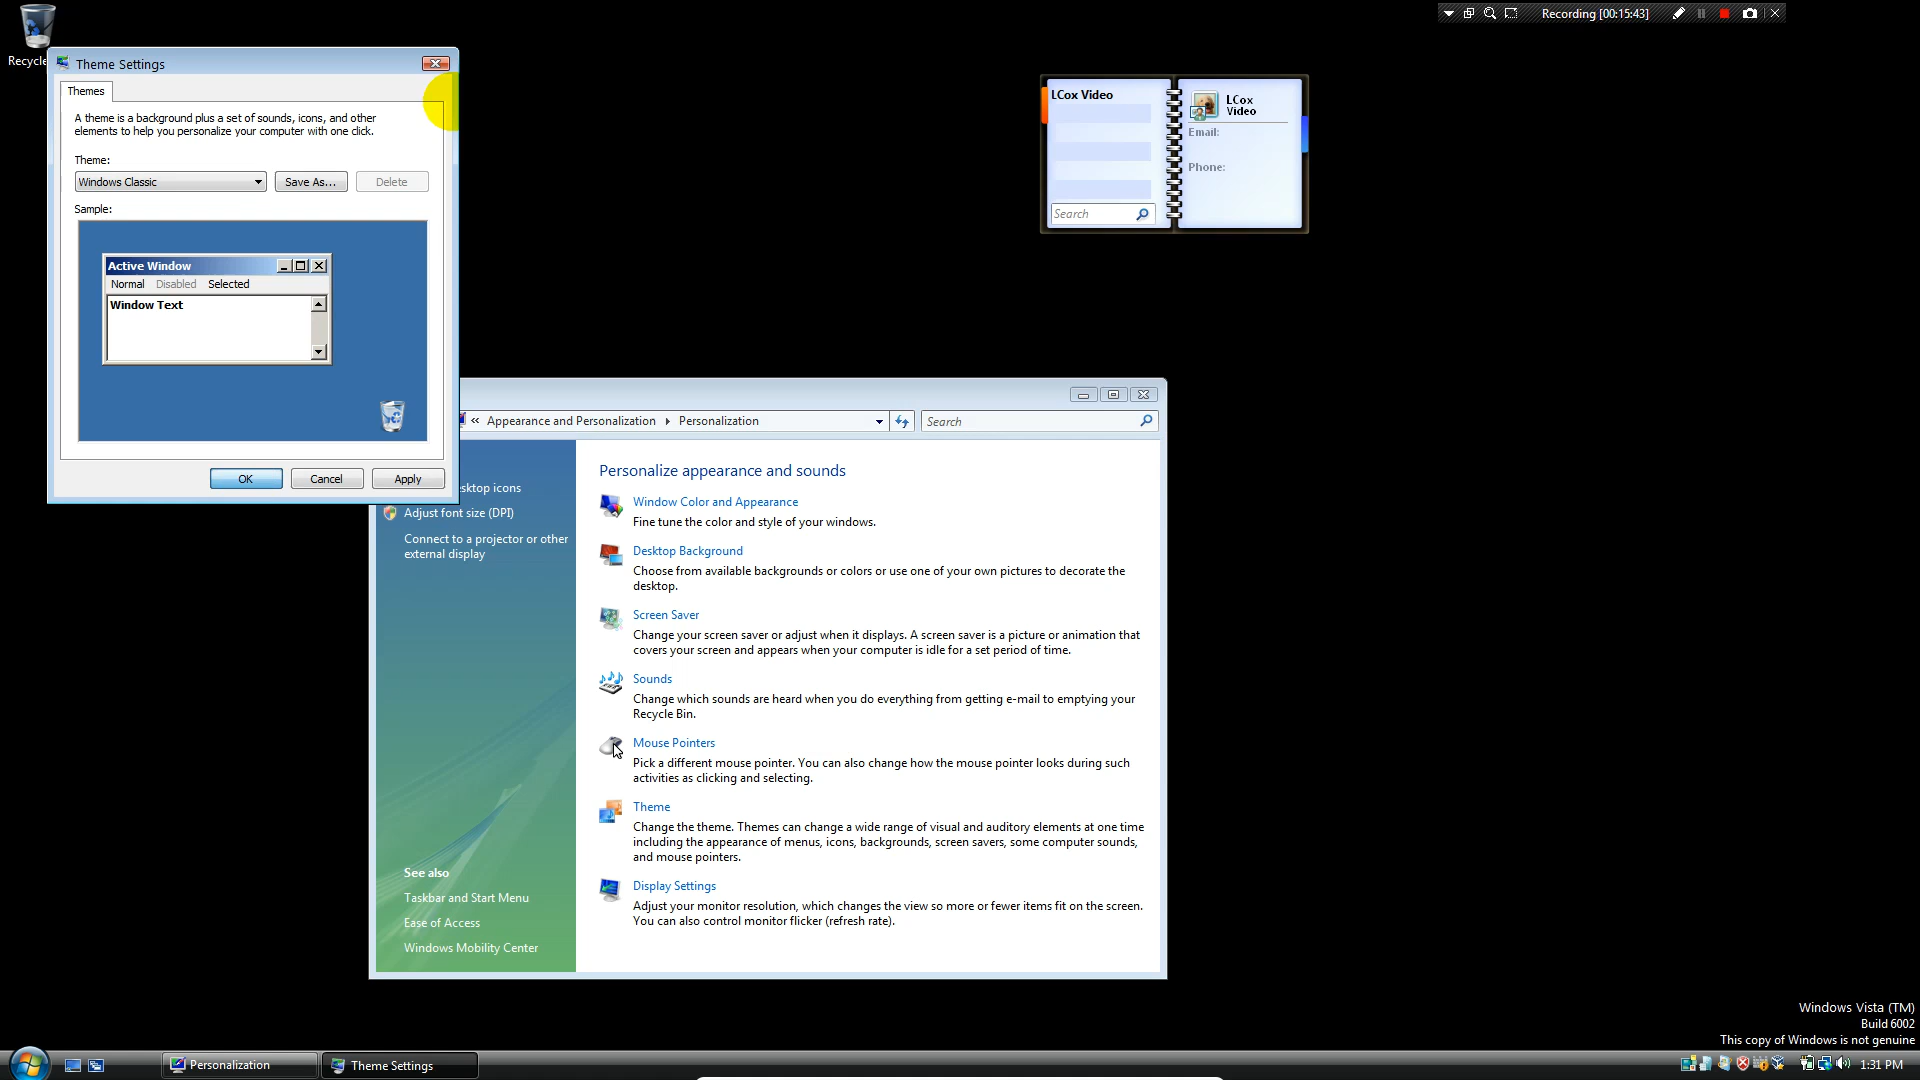 Recording [00:15:43]
Recycle
Theme Settings
Themes
A theme is a background plus a set of sounds, icons, and other
elements to help you personalize your computer with one click.
Theme:
Windows Classic
Save As...
Delete
Sample:
Active Window
Normal Disabled Selected
Window Text
OK
Cancel
Apply
LCox Video
Search
LCox
Video
Email:
Phone:
« Appearance and Personalization Personalization
Search
sktop icons
Adjust font size (DPI)
Connect to a projector or other
external display
See also
Taskbar and Start Menu
Ease of Access
Windows Mobility Center
Personalize appearance and sounds
Window Color and Appearance
Fine tune the color and style of your windows.
Desktop Background
Choose from available backgrounds or colors or use one of your own pictures to decorate the
desktop.
Screen Saver
Change your screen saver or adjust when it displays. A screen saver is a picture or animation that
covers your screen and appears when your computer is idle for a set period of time.
Sounds
Change which sounds are heard when you do everything from getting e-mail to emptying your
Recycle Bin.
Mouse Pointers
Pick a different mouse pointer. You can also change how the mouse pointer looks during such
activities as clicking and selecting.
Theme
Change the theme. Themes can change a wide range of visual and auditory elements at one time
including the appearance of menus, icons, backgrounds, screen savers, some computer sounds,
and mouse pointers.
Display Settings
Adjust your monitor resolution, which changes the view so more or fewer items fit on the screen.
You can also control monitor flicker (refresh rate).
Windows Vista (TM)
Build 6002
This copy of Windows is not genuine
Personalization
Theme Settings
1:31 PM